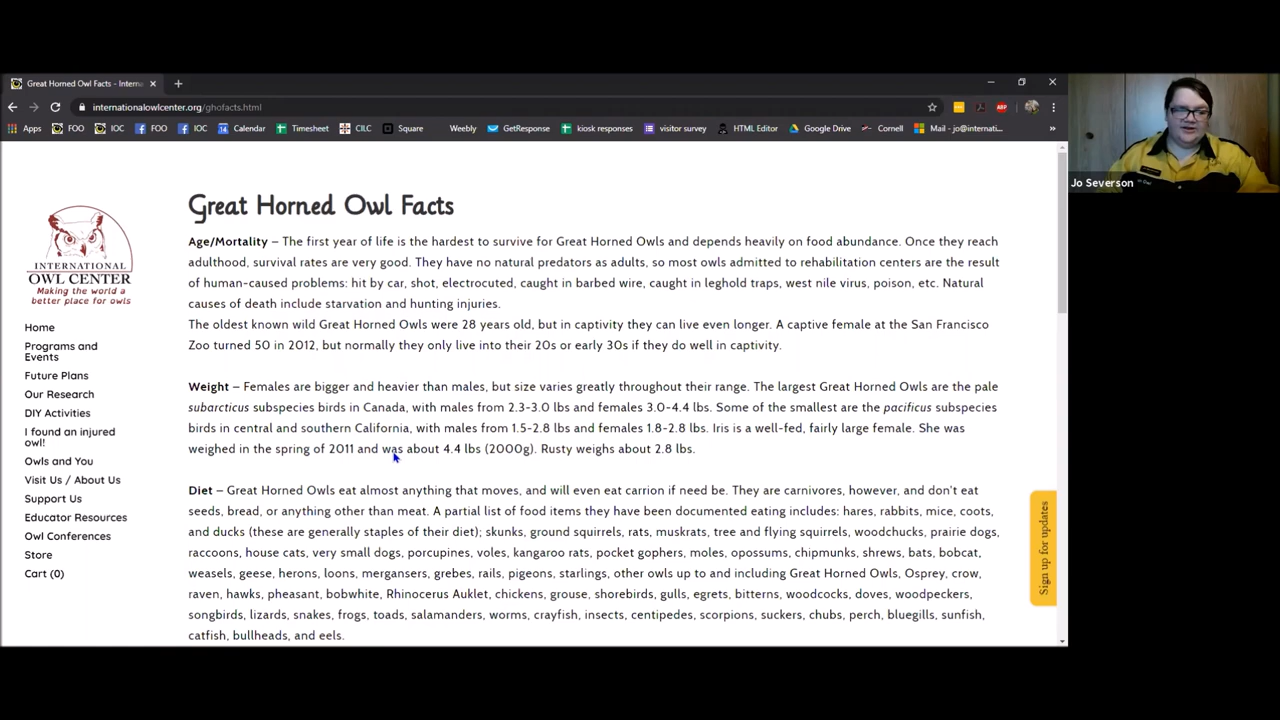 Great Horned Owl Facts - Interna
internationalowlcenter.org/ghofacts.html
ABP
Apps FOO IOC FOO IOC Calendar Timesheet CILC Square Weebly GetResponse kiosk responses visitor survey HTML Editor Google Drive Cornell Mail - jo@internati... »
Jo Severson
INTERNATIONAL
OWL CENTER
Making the world a
better place for owls
Home
Programs and
Events
Future Plans
Our Research
DIY Activities
I found an injured
owl!
Owls and You
Visit Us / About Us
Support Us
Educator Resources
Owl Conferences
Store
Cart (0)
Great Horned Owl Facts
Age/Mortality – The first year of life is the hardest to survive for Great Horned Owls and depends heavily on food abundance. Once they reach
adulthood, survival rates are very good. They have no natural predators as adults, so most owls admitted to rehabilitation centers are the result
of human-caused problems: hit by car, shot, electrocuted, caught in barbed wire, caught in leghold traps, west nile virus, poison, etc. Natural
causes of death include starvation and hunting injuries.
The oldest known wild Great Horned Owls were 28 years old, but in captivity they can live even longer. A captive female at the San Francisco
Zoo turned 50 in 2012, but normally they only live into their 20s or early 30s if they do well in captivity.
Weight – Females are bigger and heavier than males, but size varies greatly throughout their range. The largest Great Horned Owls are the pale
subarcticus subspecies birds in Canada, with males from 2.3-3.0 lbs and females 3.0-4.4 lbs. Some of the smallest are the pacificus subspecies
birds in central and southern California, with males from 1.5-2.8 lbs and females 1.8-2.8 lbs. Iris is a well-fed, fairly large female. She was
weighed in the spring of 2011 and was about 4.4 lbs (2000g). Rusty weighs about 2.8 lbs.
Diet – Great Horned Owls eat almost anything that moves, and will even eat carrion if need be. They are carnivores, however, and don't eat
seeds, bread, or anything other than meat. A partial list of food items they have been documented eating includes: hares, rabbits, mice, coots,
and ducks (these are generally staples of their diet); skunks, ground squirrels, rats, muskrats, tree and flying squirrels, woodchucks, prairie dogs,
raccoons, house cats, very small dogs, porcupines, voles, kangaroo rats, pocket gophers, moles, opossums, chipmunks, shrews, bats, bobcat,
weasels, geese, herons, loons, mergansers, grebes, rails, pigeons, starlings, other owls up to and including Great Horned Owls, Osprey, crow,
raven, hawks, pheasant, bobwhite, Rhinocerus Auklet, chickens, grouse, shorebirds, gulls, egrets, bitterns, woodcocks, doves, woodpeckers,
songbirds, lizards, snakes, frogs, toads, salamanders, worms, crayfish, insects, centipedes, scorpions, suckers, chubs, perch, bluegills, sunfish,
catfish, bullheads, and eels.
Sign up for updates